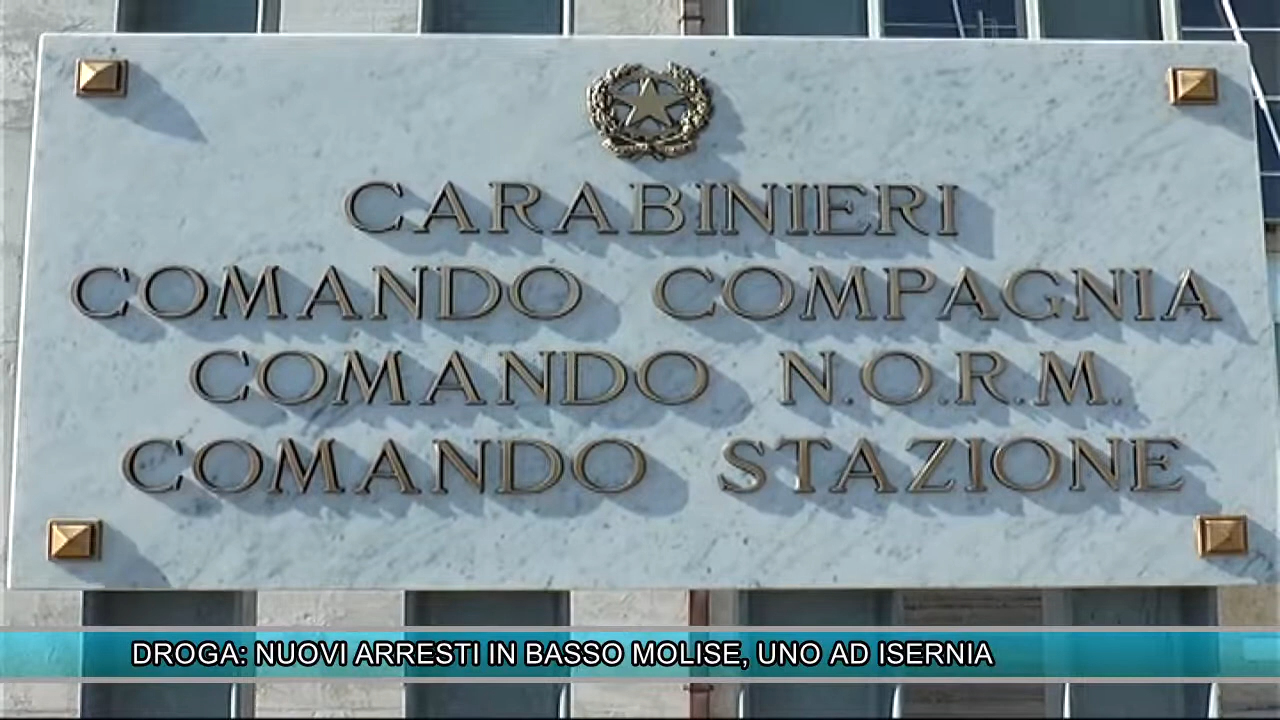 CARABINIERI
COMANDO COMPAGNIA
COMANDO N.O.R.M.
COMANDO STAZIONE
DROGA: NUOVI ARRESTI IN BASSO MOLISE, UNO AD ISERNIA